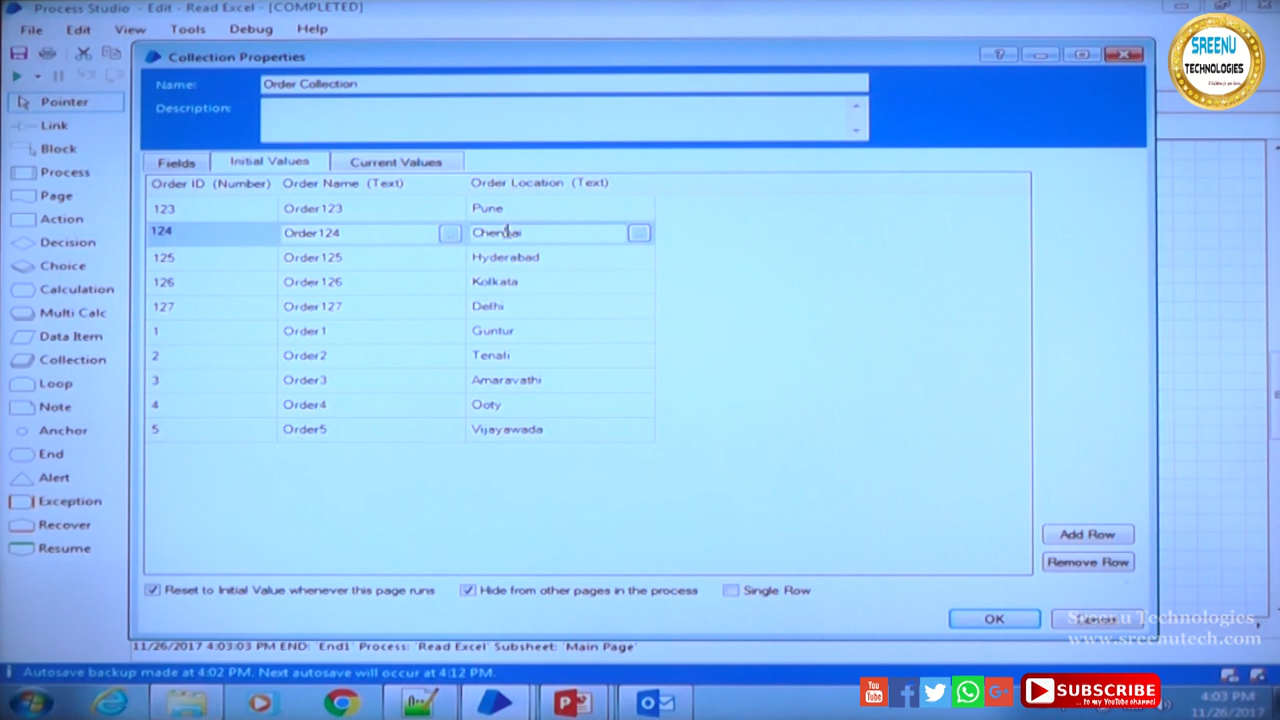 Process Studio - Edit - Read Excel - [COMPLETED]
File Edit View Tools Debug Help
SREENU
TECHNOLOGIES
Collection Properties
Name: Order Collection
Description:
Pointer
Link
Block
Process
Page
Action
Decision
Choice
Calculation
Multi Calc
Data Item
Collection
Loop
Note
Anchor
End
Alert
Exception
Recover
Resume
Fields Initial Values Current Values
Order ID (Number) Order Name (Text) Order Location (Text)
123 Order123 Pune
124 Order124 Chennai
125 Order125 Hyderabad
126 Order126 Kolkata
127 Order127 Delhi
1 Order1 Guntur
2 Order2 Tenali
3 Order3 Amaravathi
4 Order4 Ooty
5 Order5 Vijayawada
Add Row
Remove Row
Reset to Initial Value whenever this page runs Hide from other pages in the process Single Row
OK
Sreenu Technologies
www.sreenutech.com
11/26/2017 4:03:03 PM END: 'End1' Process: 'Read Excel' Subsheet: 'Main Page'
Autosave backup made at 4:02 PM. Next autosave will occur at 4:12 PM.
You Tube
SUBSCRIBE
to my YouTube channel
4:03 PM
11/26/2017